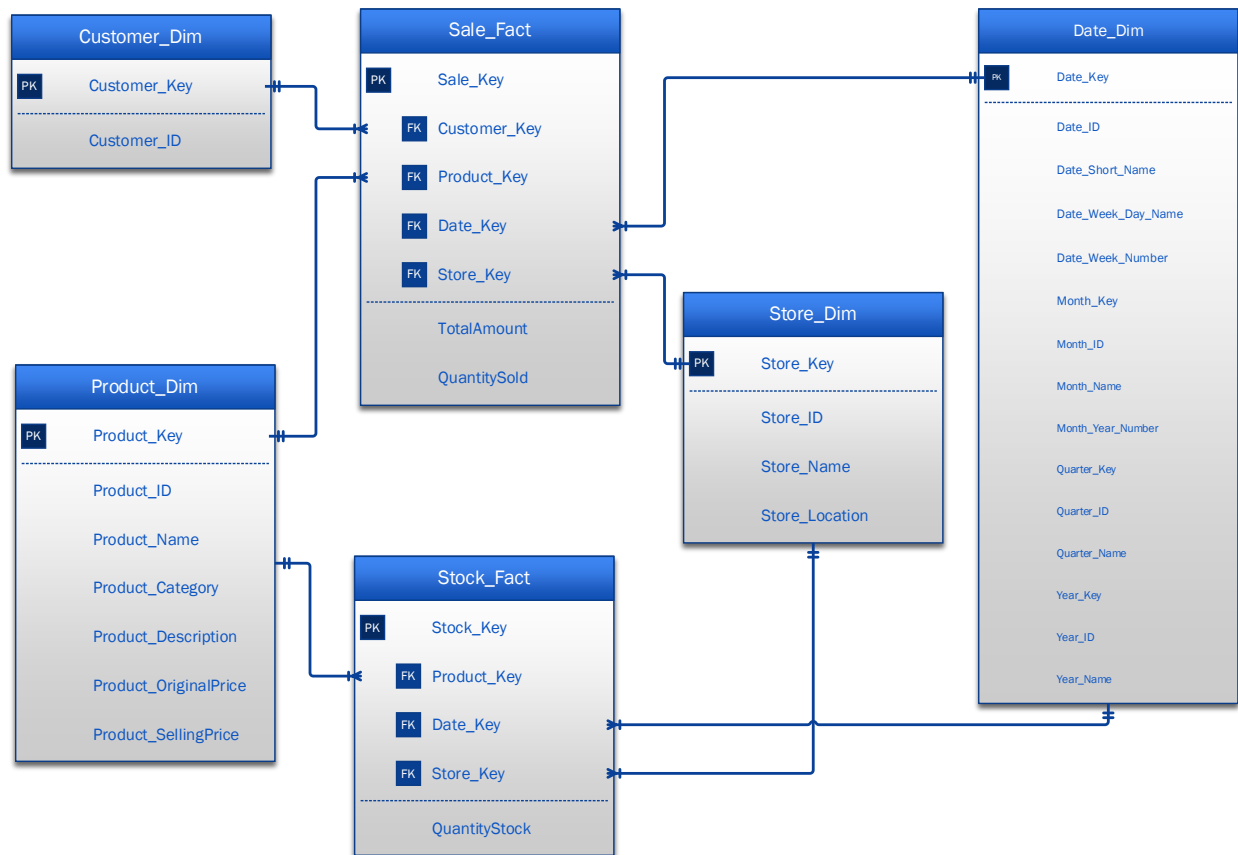 Customer_Dim
PK Customer_Key
Customer_ID
Sale_Fact
PK Sale_Key
FK Customer_Key
FK Product_Key
FK Date_Key
FK Store_Key
TotalAmount
QuantitySold
Date_Dim
PK Date_Key
Date_ID
Date_Short_Name
Date_Week_Day_Name
Date_Week_Number
Month_Key
Month_ID
Month_Name
Month_Year_Number
Quarter_Key
Quarter_ID
Quarter_Name
Year_Key
Year_ID
Year_Name
Store_Dim
PK Store_Key
Store_ID
Store_Name
Store_Location
Product_Dim
PK Product_Key
Product_ID
Product_Name
Product_Category
Product_Description
Product_OriginalPrice
Product_SellingPrice
Stock_Fact
PK Stock_Key
FK Product_Key
FK Date_Key
FK Store_Key
QuantityStock